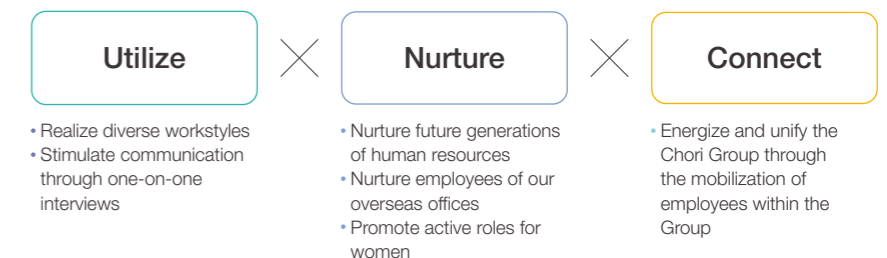 Utilize
• Realize diverse workstyles
• Stimulate communication
through one-on-one
interviews
Nurture
• Nurture future generations
of human resources
• Nurture employees of our
overseas offices
• Promote active roles for
women
Connect
• Energize and unify the
Chori Group through
the mobilization of
employees within the
Group